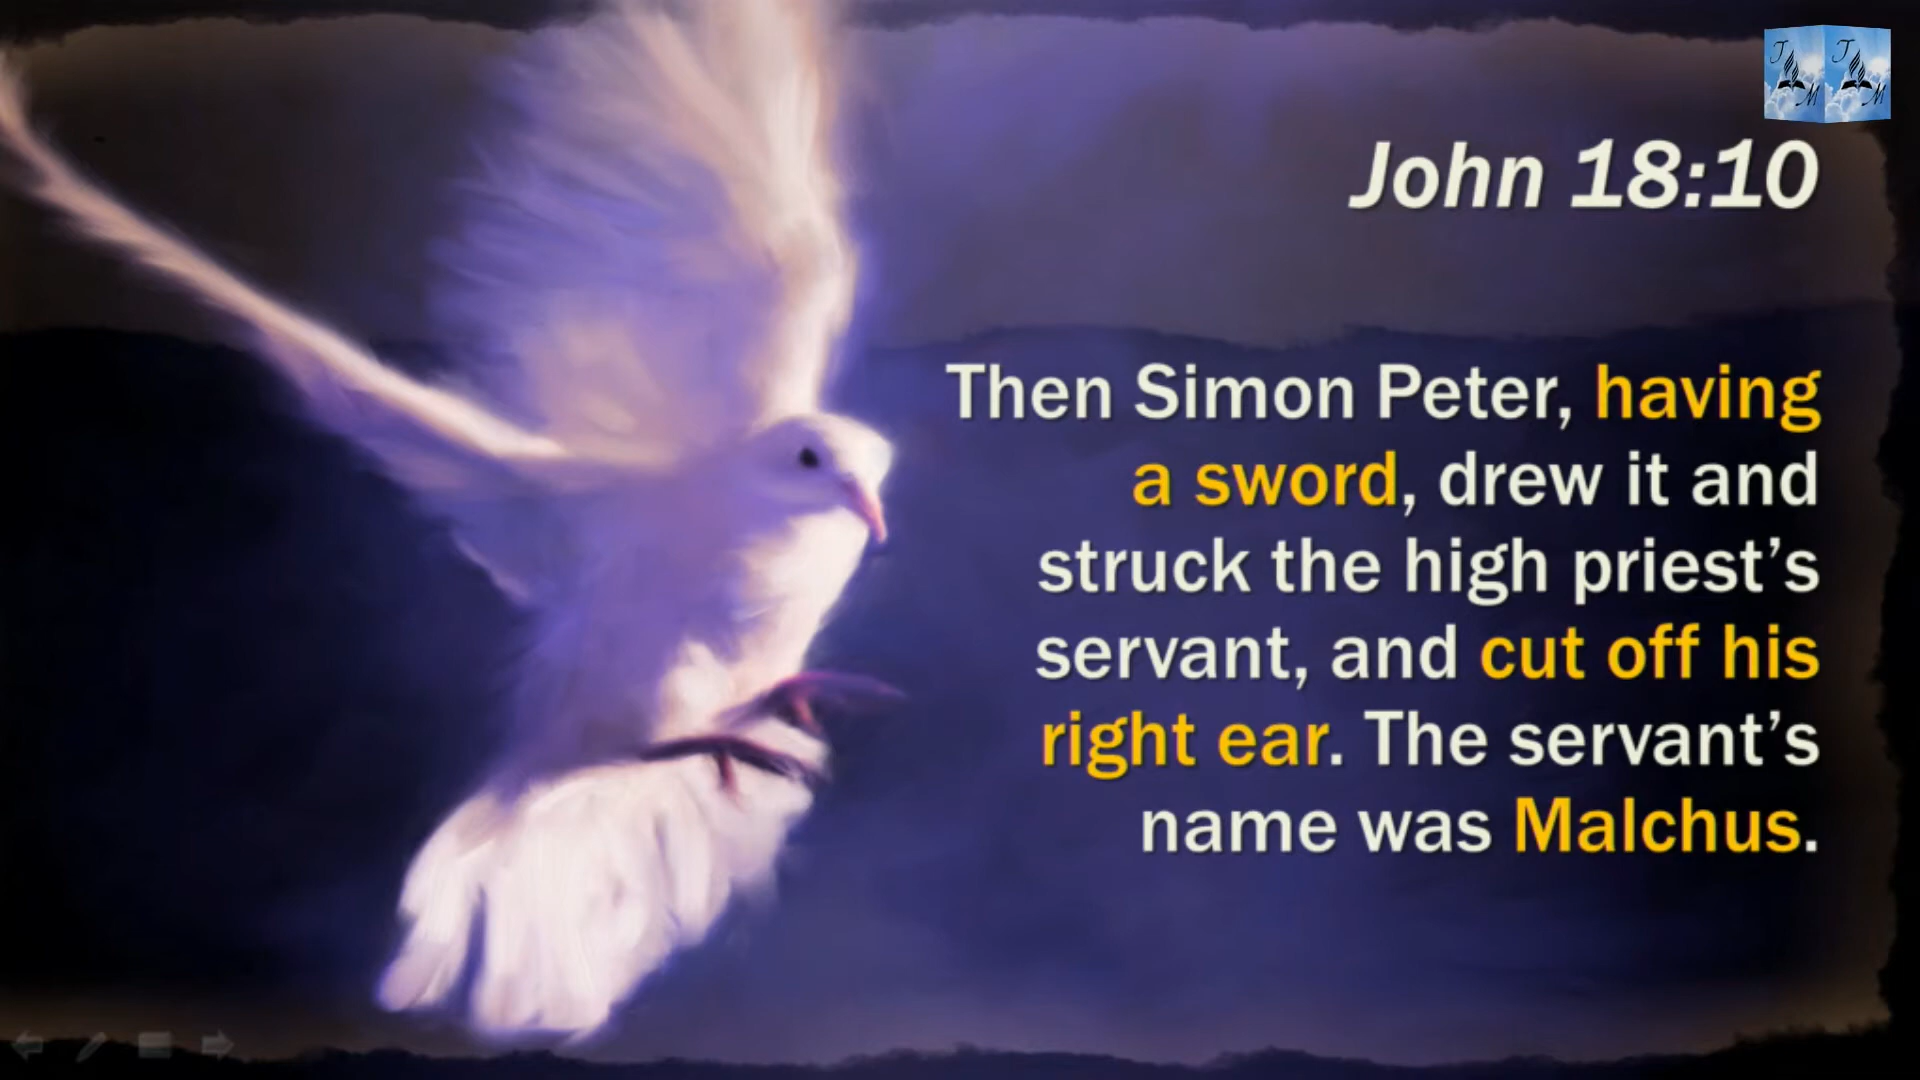 J M J M
John 18:10
Then Simon Peter, having
a sword, drew it and
struck the high priest’s
servant, and cut off his
right ear. The servant’s
name was Malchus.